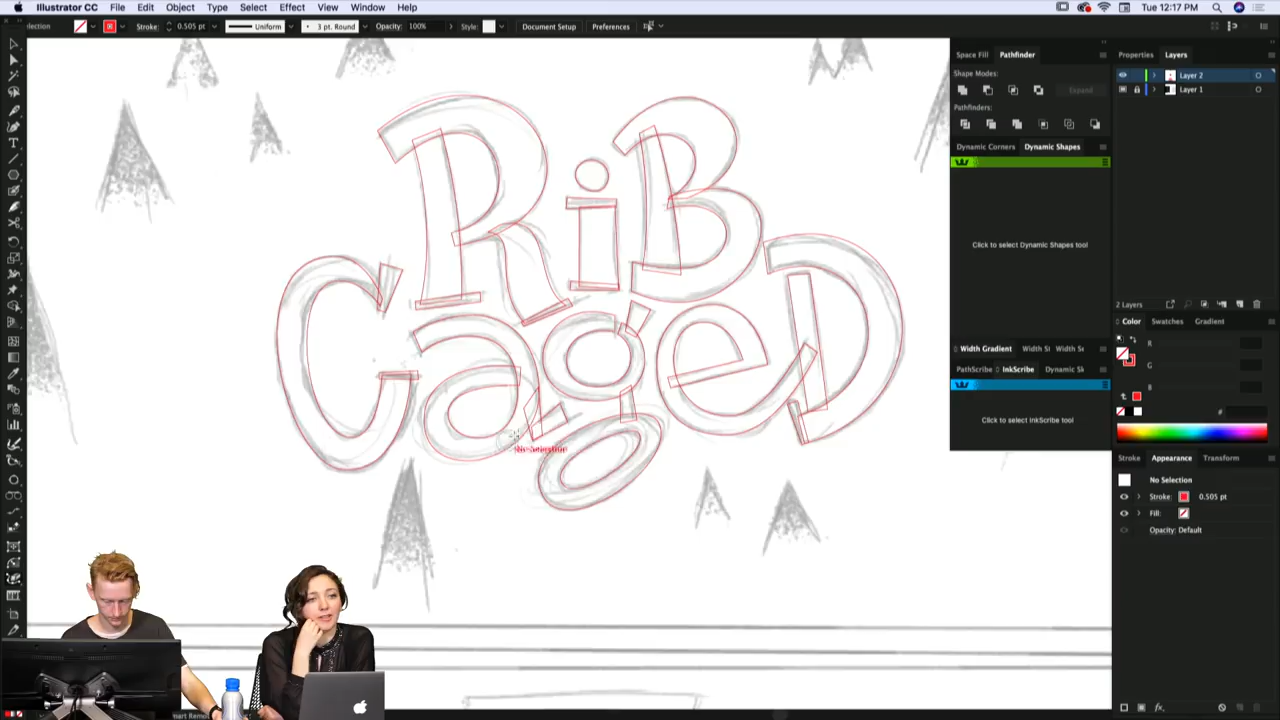 Illustrator CC File Edit Object Type Select Effect View Window Help Tue 12:17 PM
Stroke: 0.505 pt Uniform 3 pt. Round Opacity: 100% Style: Document Setup Preferences
Space Fill Pathfinder
Shape Modes:
Expand
Pathfinders:
Dynamic Corners Dynamic Shapes
Click to select Dynamic Shapes tool
Width Gradient
PathScribe InkScribe
Click to select InkScribe tool
Properties Layers
Layer 2
Layer 1
2 Layers
Color Swatches Gradient
R
G
B
#
Stroke Appearance Transform
No Selection
Stroke: 0.505 pt
Fill:
Opacity: Default
RiB
CageD